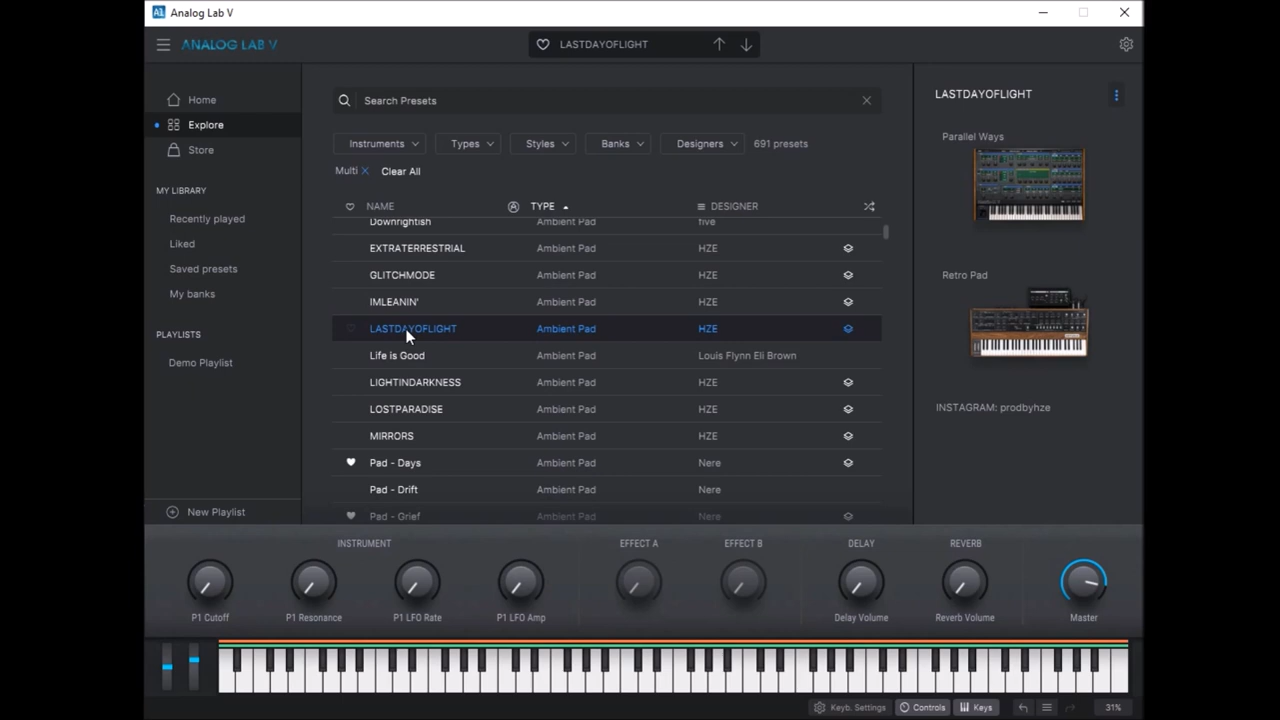 Analog Lab V
ANALOG LAB V
LASTDAYOFLIGHT
Home
Explore
Store
MY LIBRARY
Recently played
Liked
Saved presets
My banks
PLAYLISTS
Demo Playlist
New Playlist
Search Presets
Instruments Types Styles Banks Designers 691 presets
Multi X Clear All
NAME TYPE DESIGNER
Downrightish Ambient Pad five
EXTRATERRESTRIAL Ambient Pad HZE
GLITCHMODE Ambient Pad HZE
IMLEANIN' Ambient Pad HZE
LASTDAYOFLIGHT Ambient Pad HZE
Life is Good Ambient Pad Louis Flynn Eli Brown
LIGHTINDARKNESS Ambient Pad HZE
LOSTPARADISE Ambient Pad HZE
MIRRORS Ambient Pad HZE
Pad - Days Ambient Pad Nere
Pad - Drift Ambient Pad Nere
Pad - Grief Ambient Pad Nere
LASTDAYOFLIGHT
Parallel Ways
Retro Pad
INSTAGRAM: prodbyhze
INSTRUMENT EFFECT A EFFECT B DELAY REVERB
P1 Cutoff P1 Resonance P1 LFO Rate P1 LFO Amp Delay Volume Reverb Volume Master
Keyb. Settings Controls Keys 31%